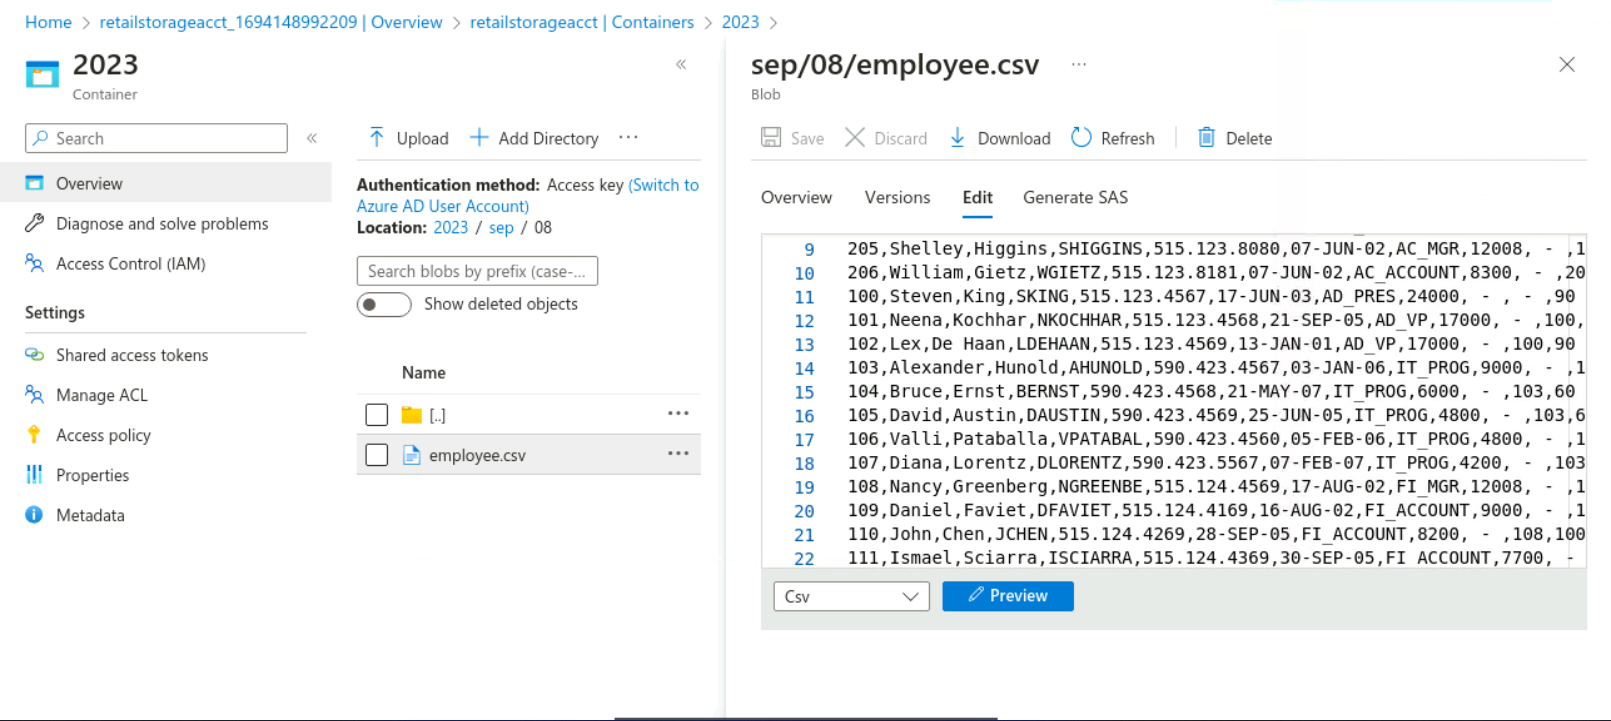 Home > retailstorageacct_1694148992209 | Overview > retailstorageacct | Containers > 2023 >
2023
Container
«
Search
«
Overview
Diagnose and solve problems
Access Control (IAM)
Settings
Shared access tokens
Manage ACL
Access policy
Properties
Metadata
Upload
Add Directory
...
Authentication method: Access key (Switch to
Azure AD User Account)
Location: 2023 / sep / 08
Search blobs by prefix (case-...
Show deleted objects
Name
[..]
...
employee.csv
...
sep/08/employee.csv
...
Blob
Save
Discard
Download
Refresh
Delete
Overview
Versions
Edit
Generate SAS
9 205,Shelley,Higgins,SHIGGINS,515.123.8080,07-JUN-02,AC_MGR,12008, - ,1
10 206,William,Gietz,WGIETZ,515.123.8181,07-JUN-02,AC_ACCOUNT,8300, - ,20
11 100,Steven,King,SKING,515.123.4567,17-JUN-03,AD_PRES,24000, - , - ,90
12 101,Neena,Kochhar,NKOCHHAR,515.123.4568,21-SEP-05,AD_VP,17000, - ,100,
13 102,Lex,De Haan,LDEHAAN,515.123.4569,13-JAN-01,AD_VP,17000, - ,100,90
14 103,Alexander,Hunold,AHUNOLD,590.423.4567,03-JAN-06,IT_PROG,9000, - ,1
15 104,Bruce,Ernst,BERNST,590.423.4568,21-MAY-07,IT_PROG,6000, - ,103,60
16 105,David,Austin,DAUSTIN,590.423.4569,25-JUN-05,IT_PROG,4800, - ,103,6
17 106,Valli,Pataballa,VPATABAL,590.423.4560,05-FEB-06,IT_PROG,4800, - ,1
18 107,Diana,Lorentz,DLORENTZ,590.423.5567,07-FEB-07,IT_PROG,4200, - ,103
19 108,Nancy,Greenberg,NGREENBE,515.124.4569,17-AUG-02,FI_MGR,12008, - ,1
20 109,Daniel,Faviet,DFAVIET,515.124.4169,16-AUG-02,FI_ACCOUNT,9000, - ,1
21 110,John,Chen,JCHEN,515.124.4269,28-SEP-05,FI_ACCOUNT,8200, - ,108,100
22 111,Ismael,Sciarra,ISCIARRA,515.124.4369,30-SEP-05,FI_ACCOUNT,7700, -
Csv
Preview